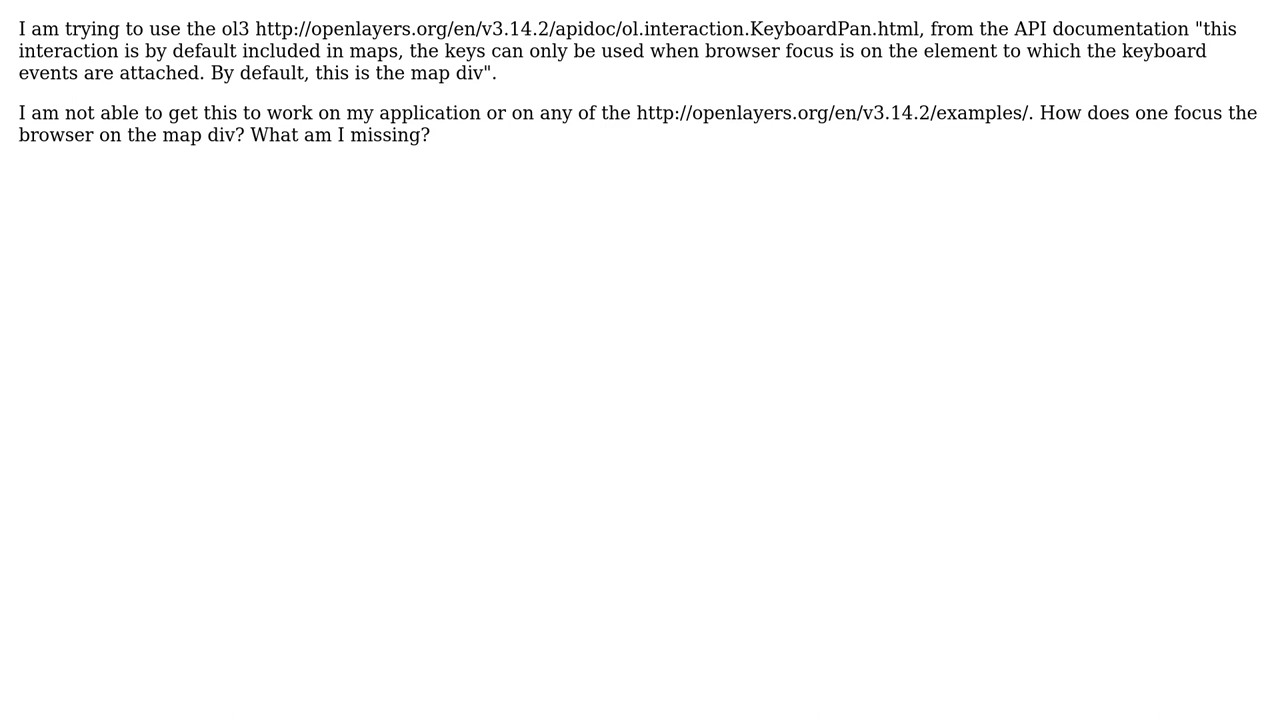 I am trying to use the ol3 http://openlayers.org/en/v3.14.2/apidoc/ol.interaction.KeyboardPan.html, from the API documentation "this
interaction is by default included in maps, the keys can only be used when browser focus is on the element to which the keyboard
events are attached. By default, this is the map div".
I am not able to get this to work on my application or on any of the http://openlayers.org/en/v3.14.2/examples/. How does one focus the
browser on the map div? What am I missing?